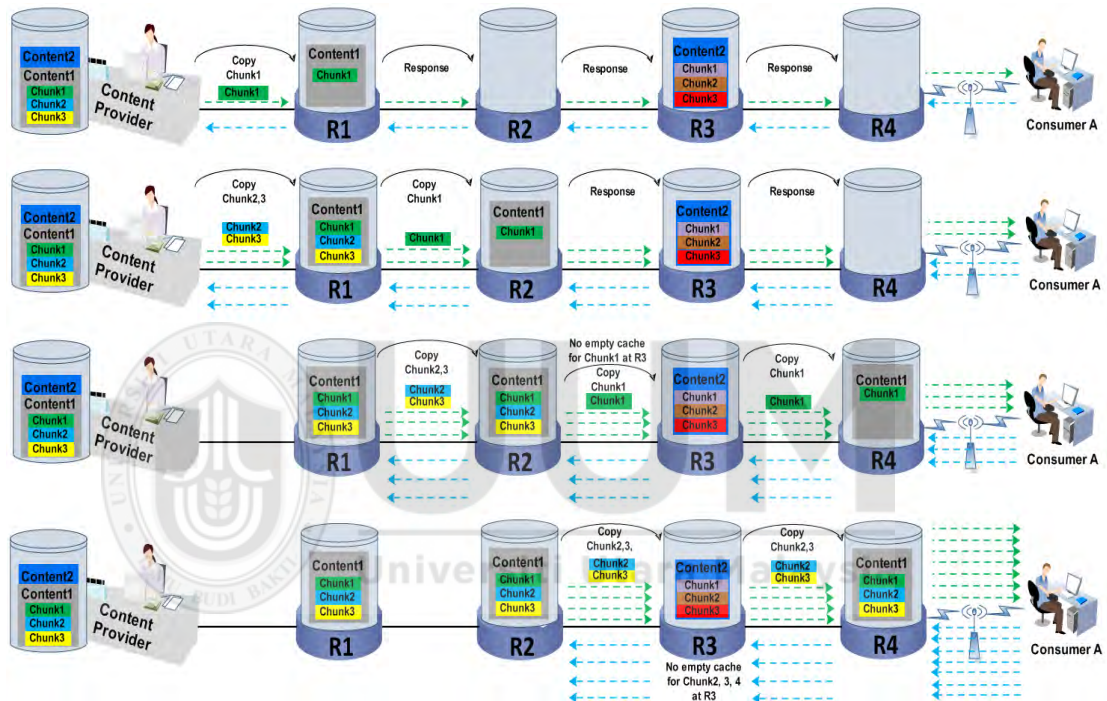 Content2
Content1
Chunk1
Chunk2
Chunk3
Content
Provider
Copy
Chunk1
Chunk1
Content1
Chunk1
R1
Response
R2
Response
Content2
Chunk1
Chunk2
Chunk3
R3
Response
R4
Consumer A
Content2
Content1
Chunk1
Chunk2
Chunk3
Content
Provider
Copy
Chunk2,3
Chunk2
Chunk3
Content1
Chunk1
Chunk2
Chunk3
R1
Copy
Chunk1
Chunk1
Content1
Chunk1
R2
Response
Content2
Chunk1
Chunk2
Chunk3
R3
Response
R4
Consumer A
Content2
Content1
Chunk1
Chunk2
Chunk3
Content
Provider
Content1
Chunk1
Chunk2
Chunk3
R1
Copy
Chunk2,3
Chunk2
Chunk3
Content1
Chunk1
Chunk2
Chunk3
R2
No empty cache
for Chunk1 at R3
Copy
Chunk1
Chunk1
Content2
Chunk1
Chunk2
Chunk3
R3
Copy
Chunk1
Chunk1
Content1
Chunk1
R4
Consumer A
Content2
Content1
Chunk1
Chunk2
Chunk3
Content
Provider
Content1
Chunk1
Chunk2
Chunk3
R1
Content1
Chunk1
Chunk2
Chunk3
R2
Copy
Chunk2,3,
Chunk2
Chunk3
Content2
Chunk1
Chunk2
Chunk3
R3
No empty cache
for Chunk2, 3, 4
at R3
Copy
Chunk2,3
Chunk2
Chunk3
Content1
Chunk1
Chunk2
Chunk3
R4
Consumer A
UUM